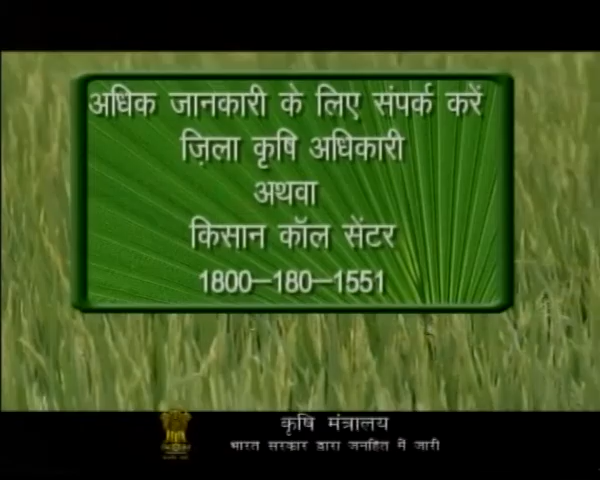 अधिक जानकारी के लिए संपर्क करें
ज़िला कृषि अधिकारी
अथवा
किसान कॉल सेंटर
1800-180-1551
कृषि मंत्रालय
भारत सरकार द्वारा जनहित में जारी